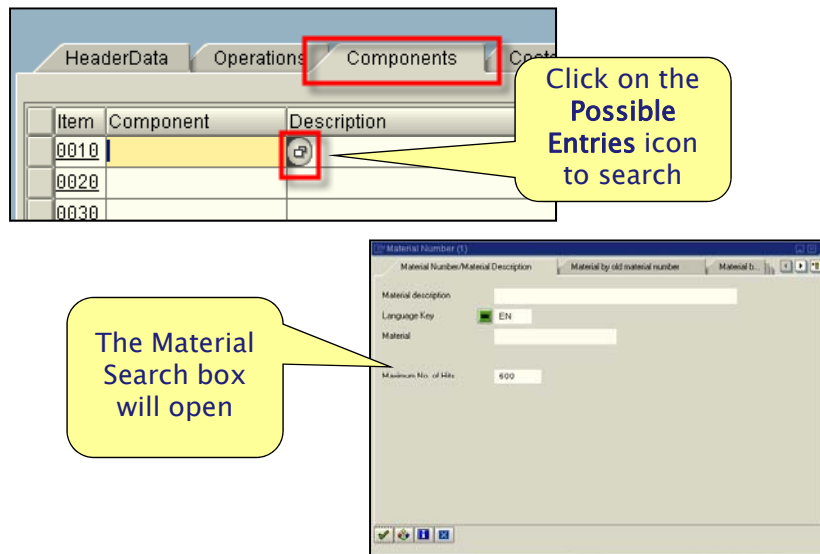 HeaderData Operations Components Costs
Item Component Description
0010
0020
0030
Click on the
Possible
Entries icon
to search
Material Number (1)
Material Number/Material Description Material by old material number Material b...
Material description
Language Key EN
Material
Maximum No. of Hits 600
The Material
Search box
will open